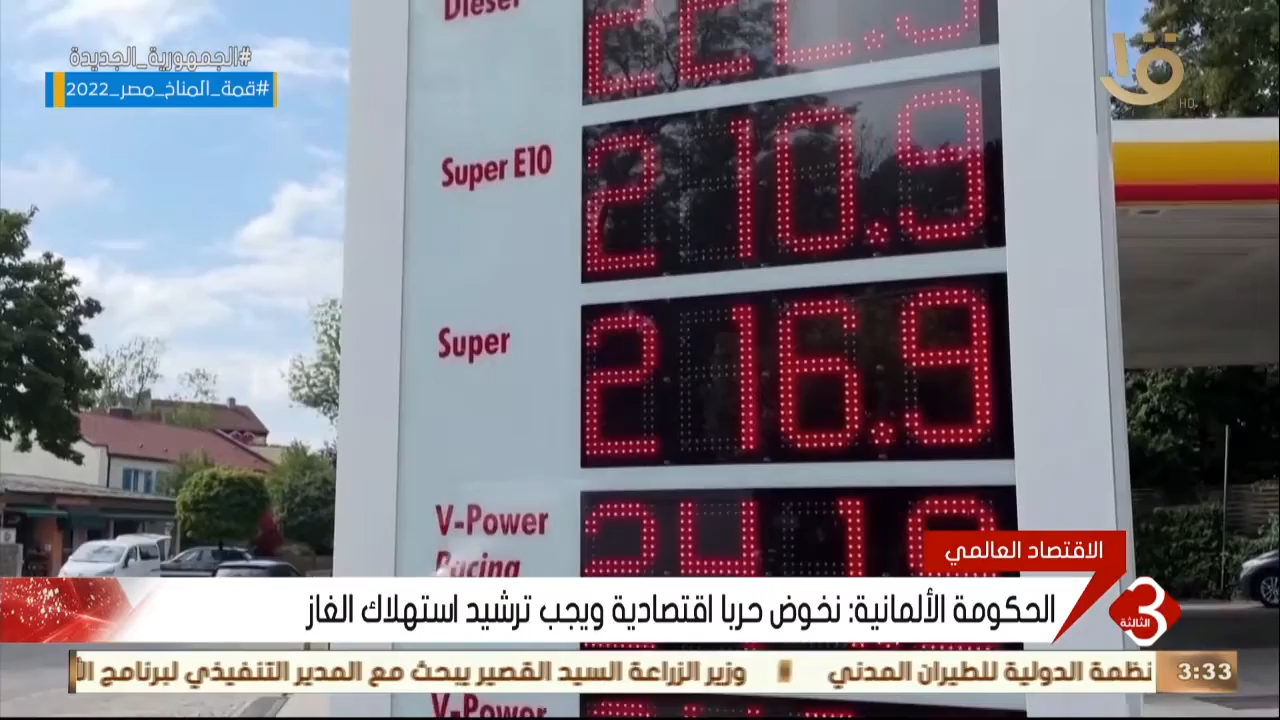 Diesel
#الجمهورية_الجديدة
#قمة_المناخ_مصر_2022
HD
Super E10
210.9
Super
216.9
V-Power
Racing
الاقتصاد العالمي
الحكومة الألمانية: نخوض حربا اقتصادية ويجب ترشيد استهلاك الغاز
3
الثالثة
نظمة الدولية للطيران المدني
وزير الزراعة السيد القصير يبحث مع المدير التنفيذي لبرنامج
3:33
V-Power